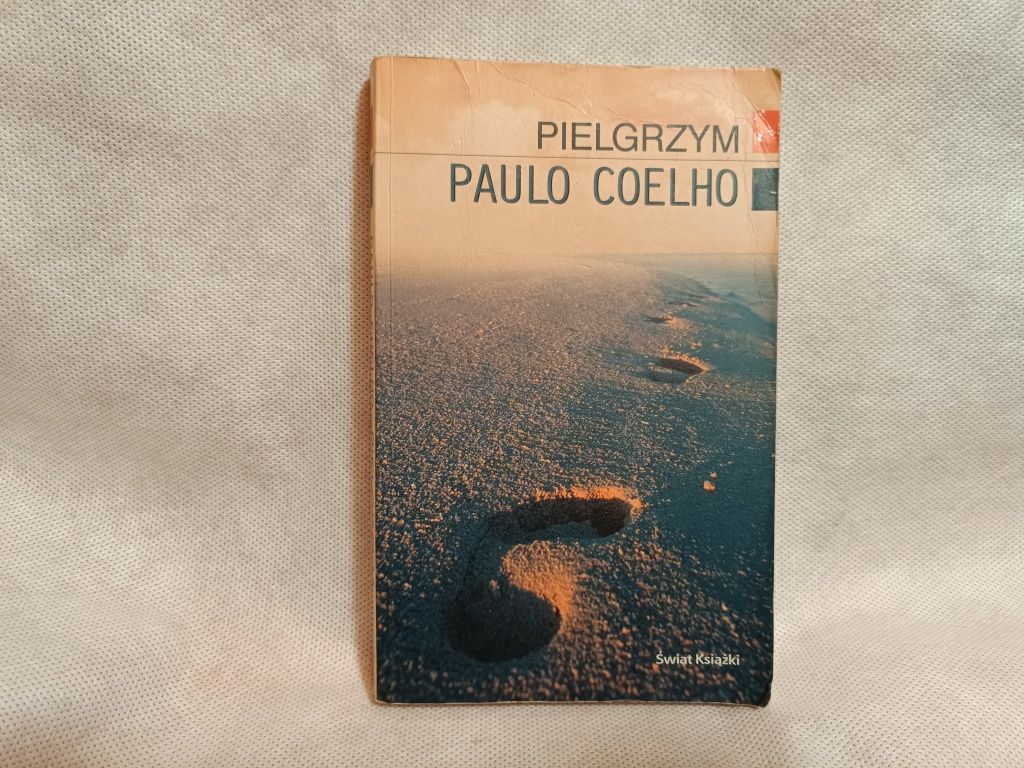 PIELGRZYM
PAULO COELHO
Świat Książki